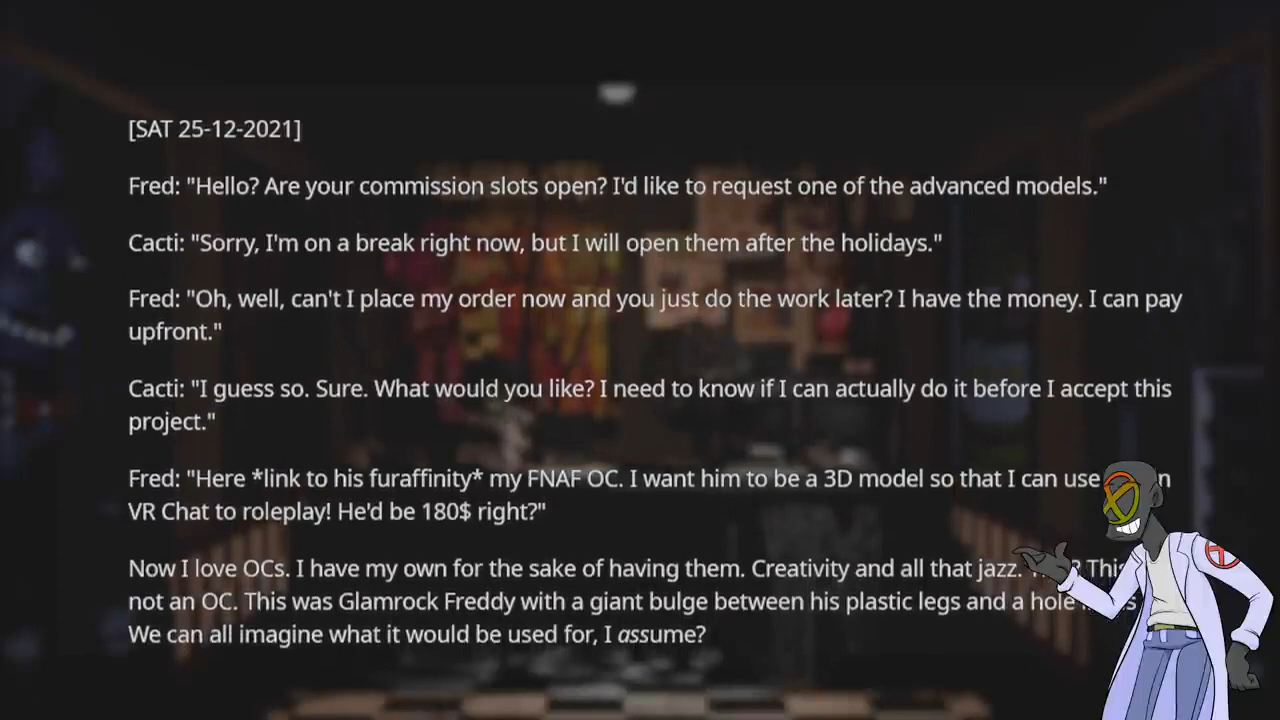 [SAT 25-12-2021]
Fred: "Hello? Are your commission slots open? I'd like to request one of the advanced models."
Cacti: "Sorry, I'm on a break right now, but I will open them after the holidays."
Fred: "Oh, well, can't I place my order now and you just do the work later? I have the money. I can pay
upfront."
Cacti: "I guess so. Sure. What would you like? I need to know if I can actually do it before I accept this
project."
Fred: "Here *link to his furaffinity* my FNAF OC. I want him to be a 3D model so that I can use
VR Chat to roleplay! He'd be 180$ right?"
Now I love OCs. I have my own for the sake of having them. Creativity and all that jazz.
not an OC. This was Glamrock Freddy with a giant bulge between his plastic legs and a hole
We can all imagine what it would be used for, I assume?